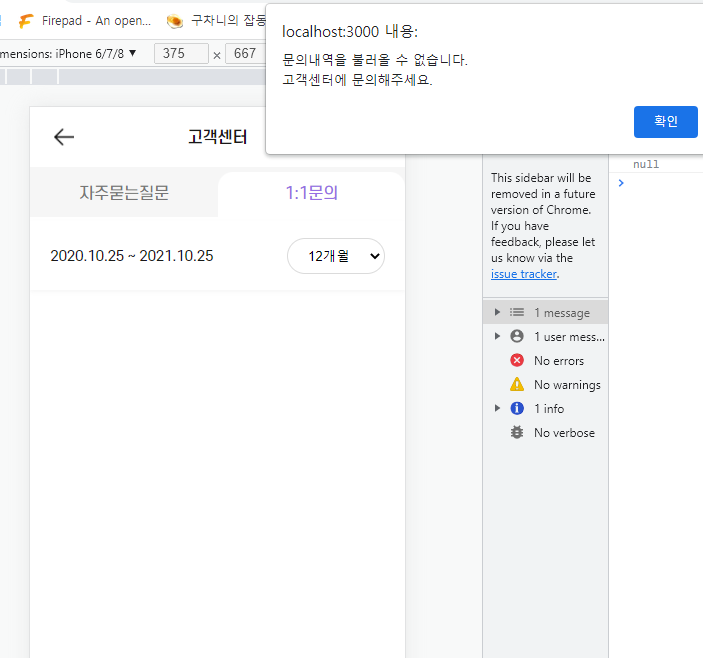 Firepad - An open...
구차니의 잡동
localhost:3000 내용:
문의내역을 불러올 수 없습니다.
고객센터에 문의해주세요.
확인
mensions: iPhone 6/7/8 ▼
375 × 667
고객센터
자주묻는질문
1:1문의
2020.10.25 ~ 2021.10.25
12개월
This sidebar will be
removed in a future
version of Chrome.
If you have
feedback, please let
us know via the
issue tracker.
1 message
1 user mess...
No errors
No warnings
1 info
No verbose
null